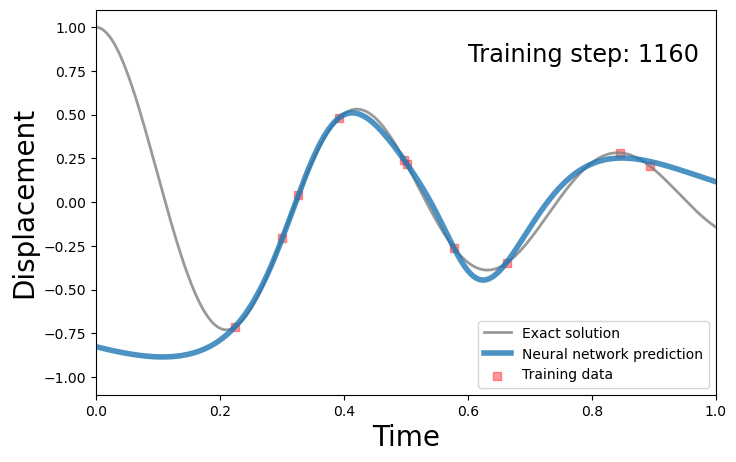 Training step: 1160
Displacement
1.00
0.75
0.50
0.25
0.00
−0.25
−0.50
−0.75
−1.00
Exact solution
Neural network prediction
Training data
0.0 0.2 0.4 0.6 0.8 1.0
Time